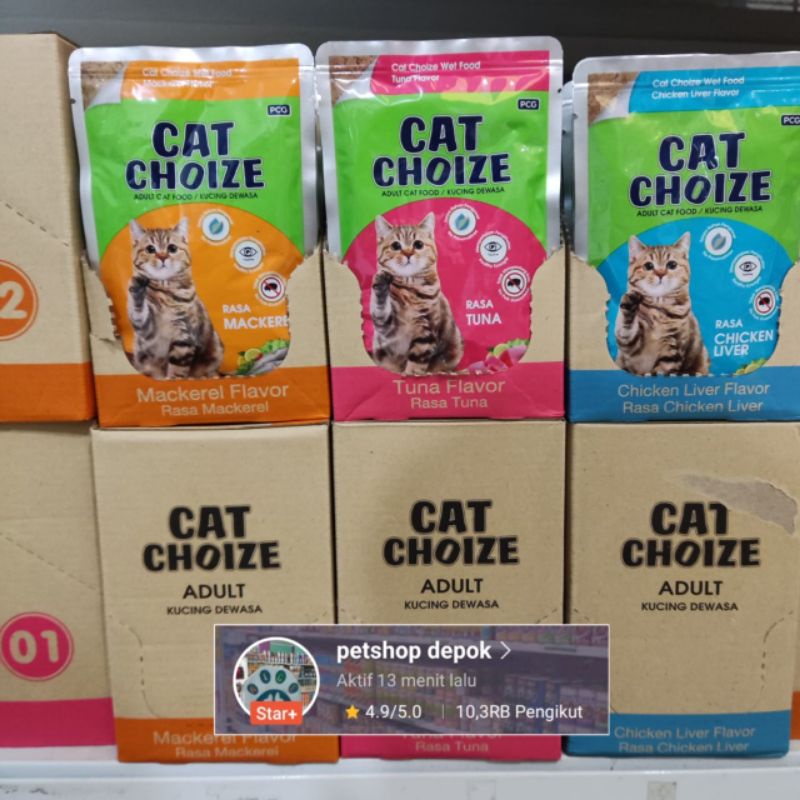 2
Cat Choize Wet Food
PCG
CAT
CHOIZE
ADULT CAT FOOD / KUCING DEWASA
RASA
MACKERE
Mackerel Flavor
Rasa Mackerel
Cat Choize Wet Food
Tuna Flavor
PCG
CAT
CHOIZE
ADULT CAT FOOD / KUCING DEWASA
RASA
TUNA
Tuna Flavor
Rasa Tuna
Cat Choize Wet Food
Chicken Liver Flavor
PCG
CAT
CHOIZE
ADULT CAT FOOD / KUCING DEWASA
RASA
CHICKEN
LIVER
Chicken Liver Flavor
Rasa Chicken Liver
01
CAT
CHOIZE
ADULT
KUCING DEWASA
Mackerel Flavor
Rasa Mackerel
CAT
CHOIZE
ADULT
KUCING DEWASA
Tuna Flavor
Rasa Tuna
CAT
CHOIZE
ADULT
KUCING DEWASA
Chicken Liver Flavor
Rasa Chicken Liver
petshop depok
Aktif 13 menit lalu
Star+
4.9/5.0 | 10,3RB Pengikut